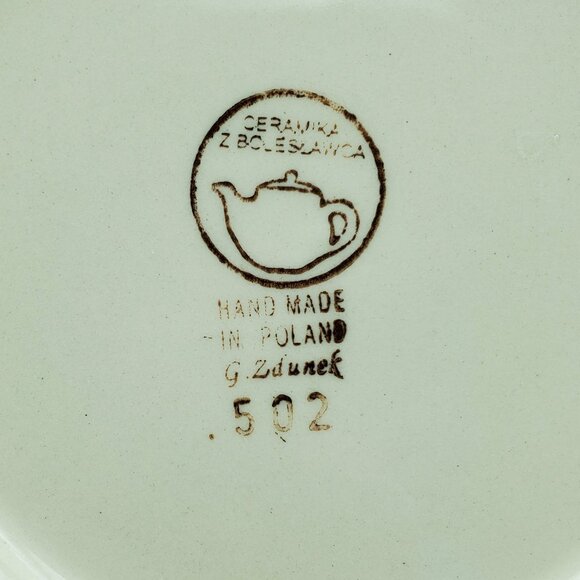 CERAMIKA
Z BOLESŁAWCA
HAND MADE
IN POLAND
G. Zdunek
502